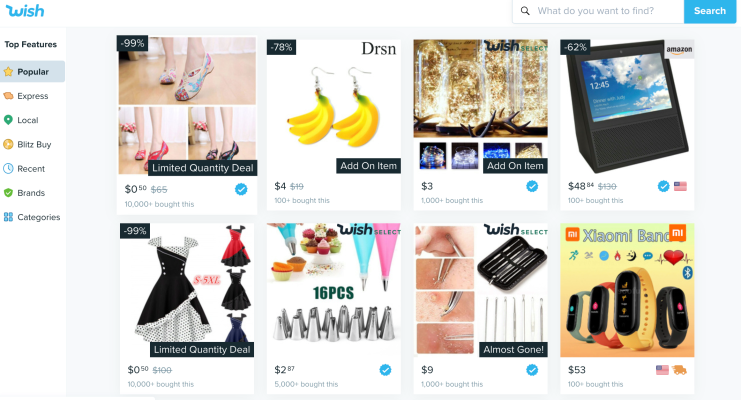 wish
What do you want to find?
Search
Top Features
Popular
Express
Local
Blitz Buy
Recent
Brands
Categories
-99%
Limited Quantity Deal
$0.50 $65
10,000+ bought this
-78%
Drsn
Add On Item
$4 $19
100+ bought this
wish SELECT
Add On Item
$3
1,000+ bought this
-62%
amazon
12:45
$48.84 $130
100+ bought this
-99%
S-5XL
Limited Quantity Deal
$0.50 $100
10,000+ bought this
wish SELECT
16PCS
$2.87
5,000+ bought this
wish SELECT
Almost Gone!
$9
1,000+ bought this
mi Xiaomi Band mi
$53
100+ bought this